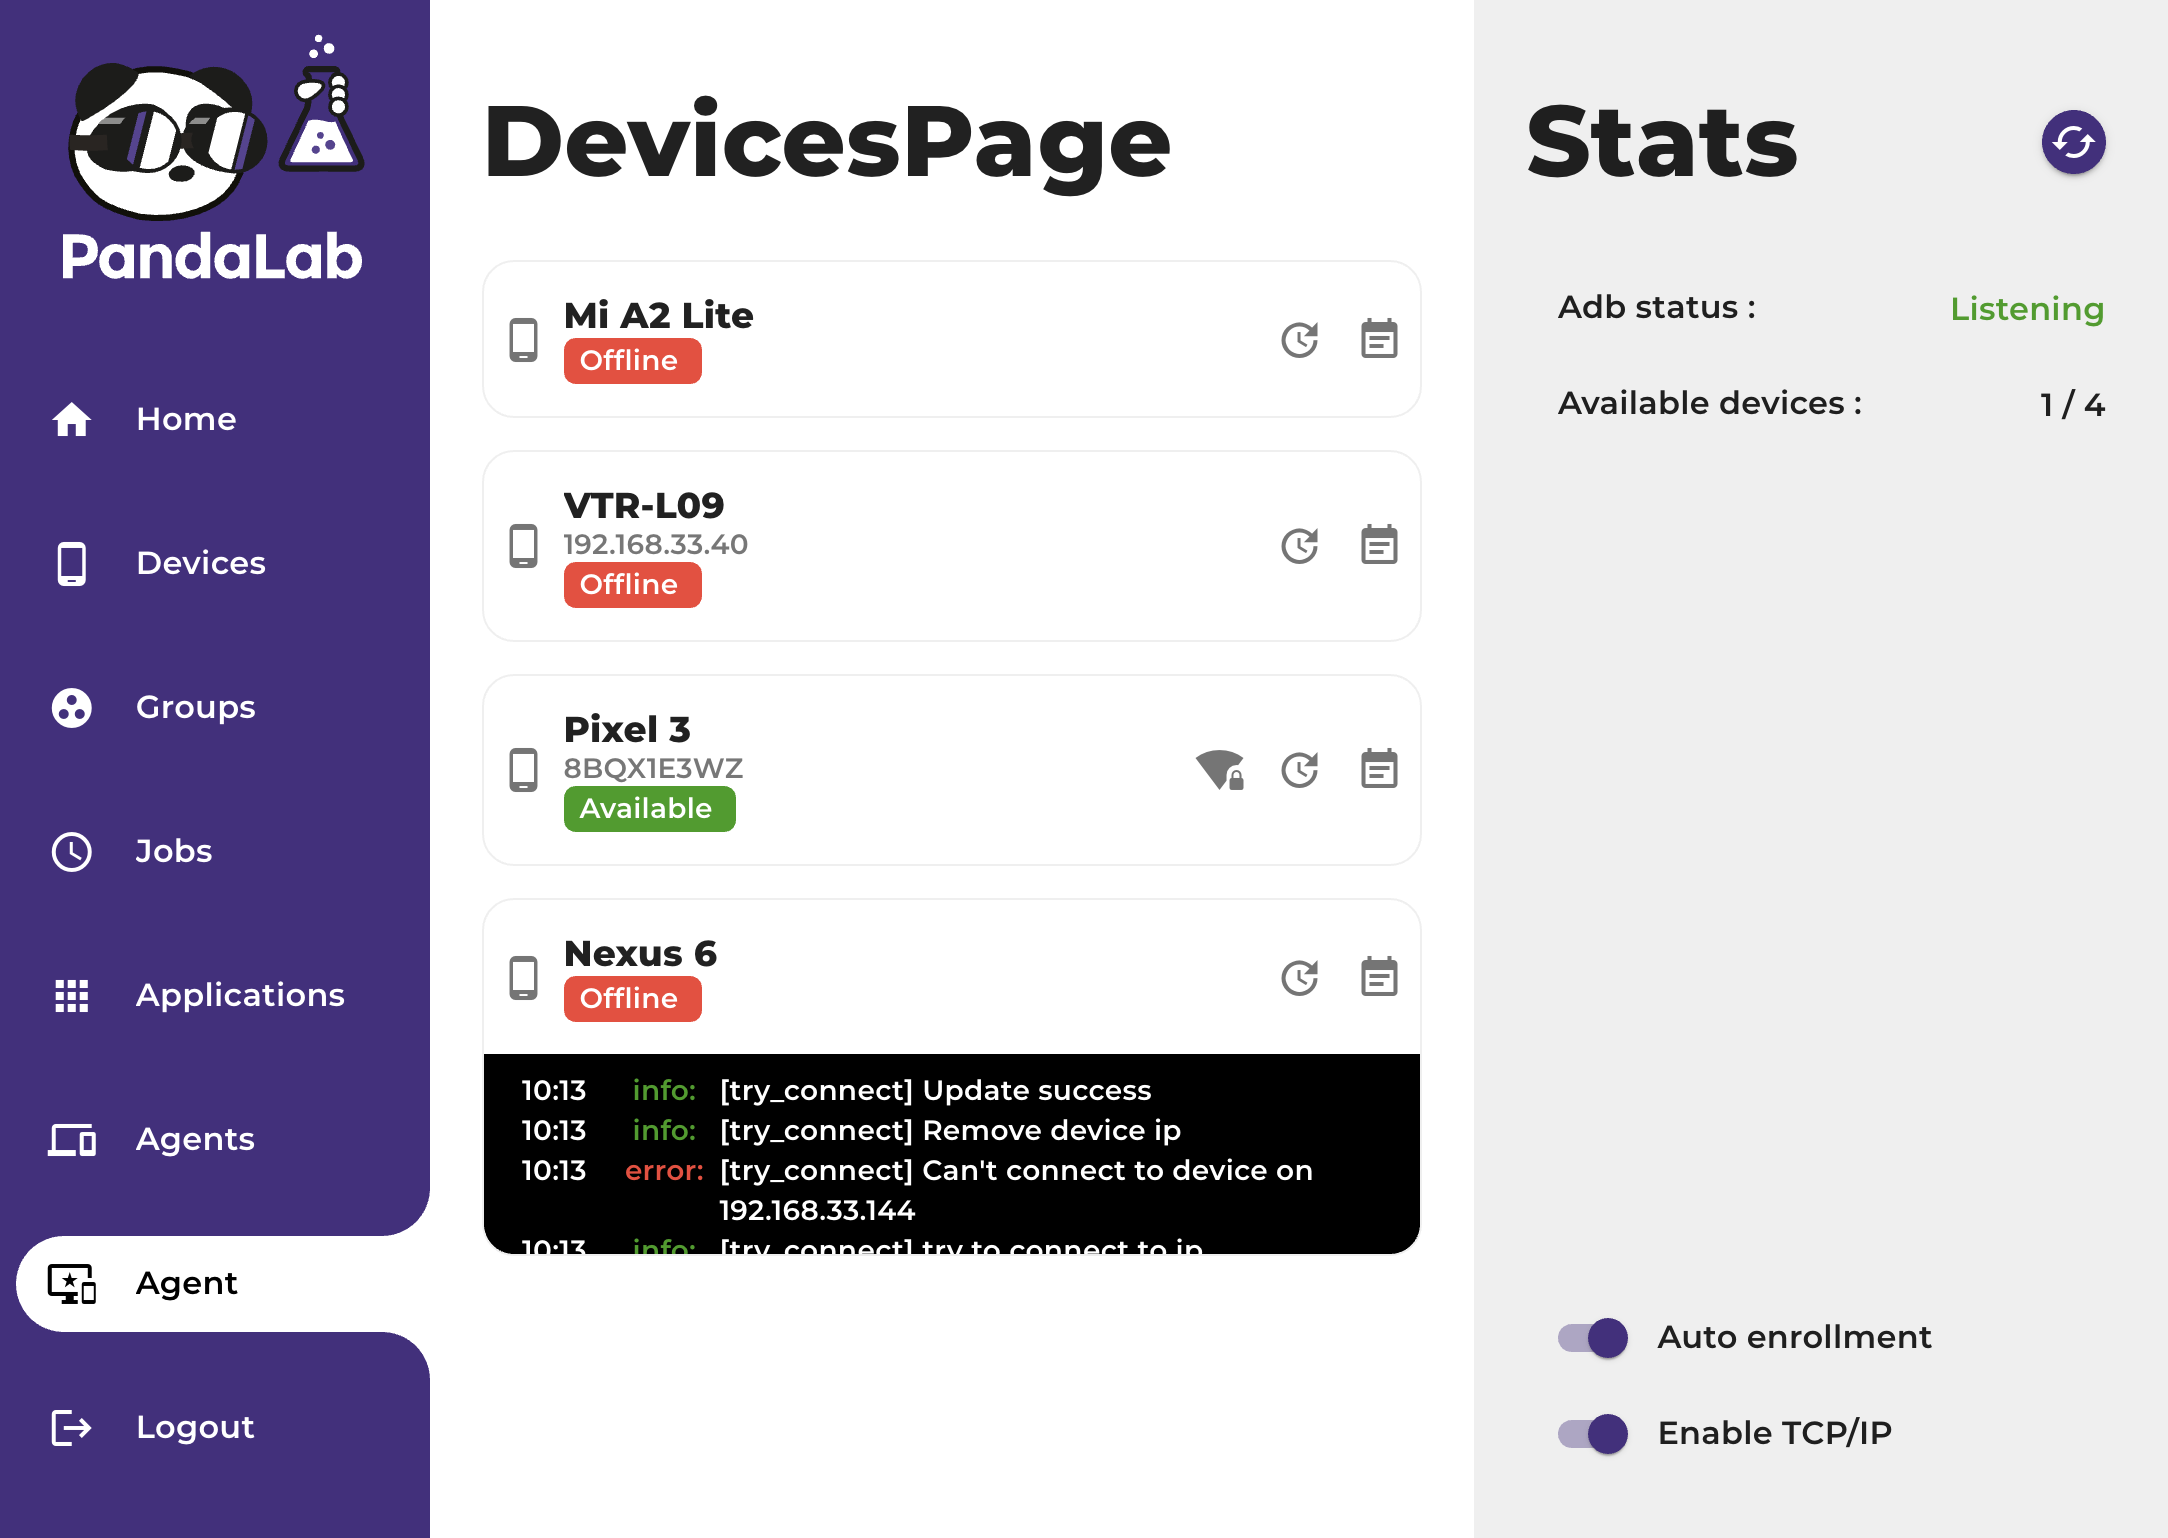 PandaLab
Home
Devices
Groups
Jobs
Applications
Agents
Agent
Logout
DevicesPage
Mi A2 Lite
Offline
VTR-L09
192.168.33.40
Offline
Pixel 3
8BQX1E3WZ
Available
Nexus 6
Offline
10:13 info: [try_connect] Update success
10:13 info: [try_connect] Remove device ip
10:13 error: [try_connect] Can't connect to device on
192.168.33.144
10:13 info: [try_connect] try to connect to ip
Stats
Adb status : Listening
Available devices : 1 / 4
Auto enrollment
Enable TCP/IP